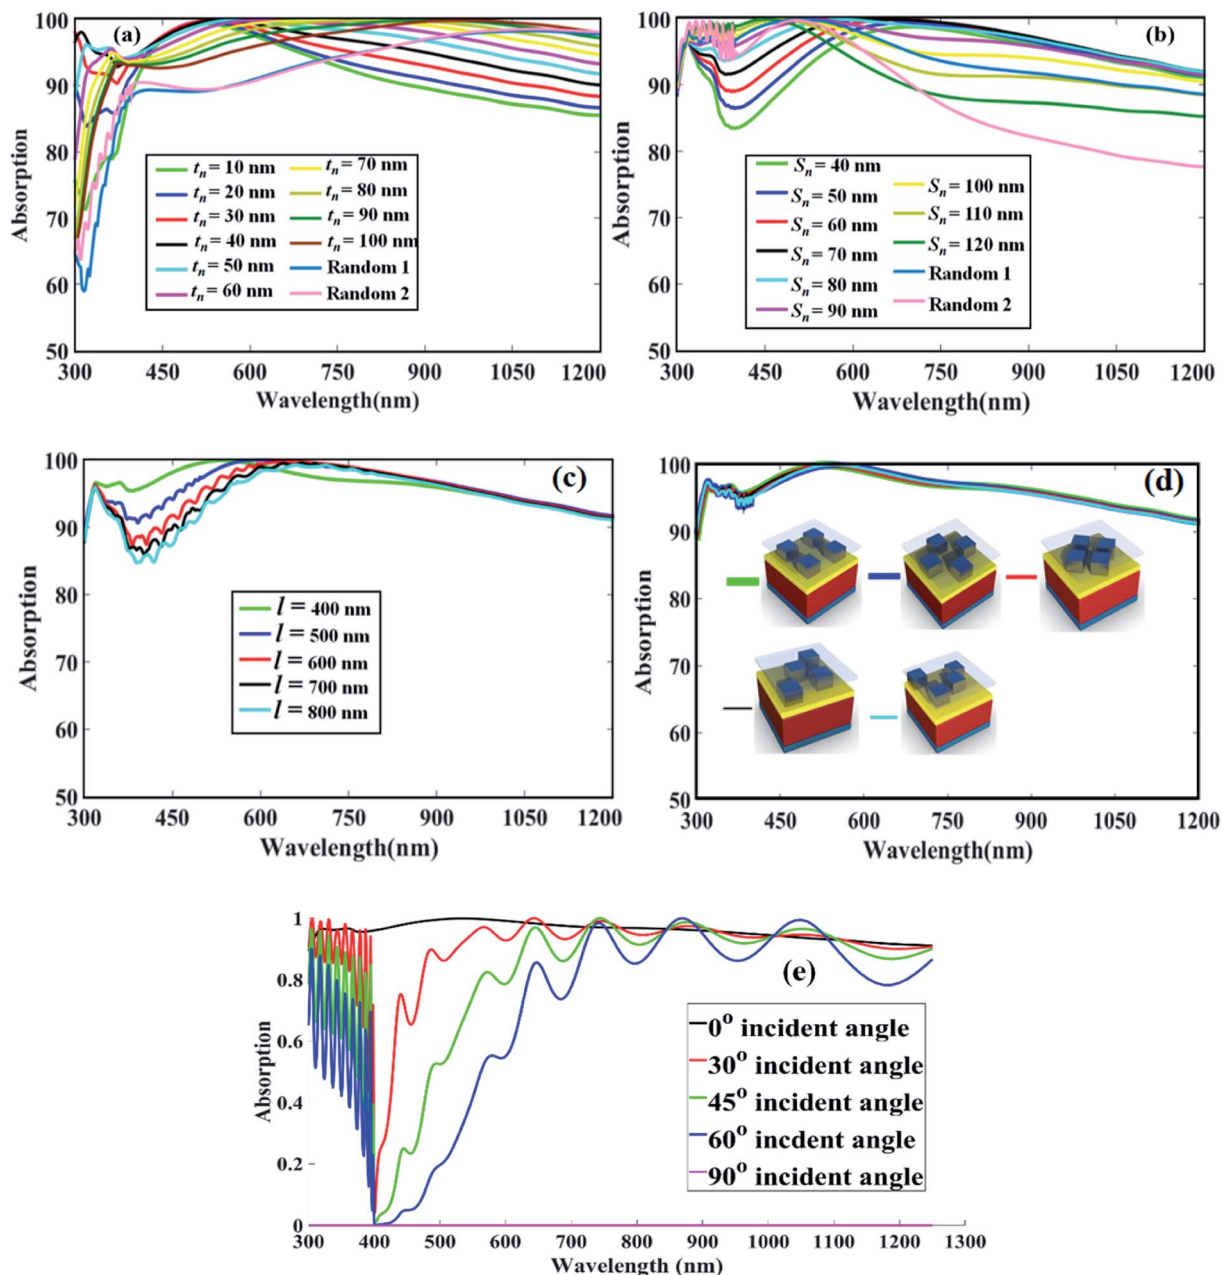 (a)
100
90
80
70
60
50
Absorption
tn = 10 nm
tn = 20 nm
tn = 30 nm
tn = 40 nm
tn = 50 nm
tn = 60 nm
tn = 70 nm
tn = 80 nm
tn = 90 nm
tn = 100 nm
Random 1
Random 2
300 450 600 750 900 1050 1200
Wavelength(nm)
(b)
100
90
80
70
60
50
Absorption
Sn = 40 nm
Sn = 50 nm
Sn = 60 nm
Sn = 70 nm
Sn = 80 nm
Sn = 90 nm
Sn = 100 nm
Sn = 110 nm
Sn = 120 nm
Random 1
Random 2
300 450 600 750 900 1050 1200
Wavelength(nm)
(c)
100
90
80
70
60
50
Absorption
l = 400 nm
l = 500 nm
l = 600 nm
l = 700 nm
l = 800 nm
300 450 600 750 900 1050 1200
Wavelength(nm)
(d)
100
90
80
70
60
50
Absorption
300 450 600 750 900 1050 1200
Wavelength(nm)
(e)
1
0.8
0.6
0.4
0.2
0
Absorption
0° incident angle
30° incident angle
45° incident angle
60° incdent angle
90° incident angle
300 400 500 600 700 800 900 1000 1100 1200 1300
Wavelength (nm)